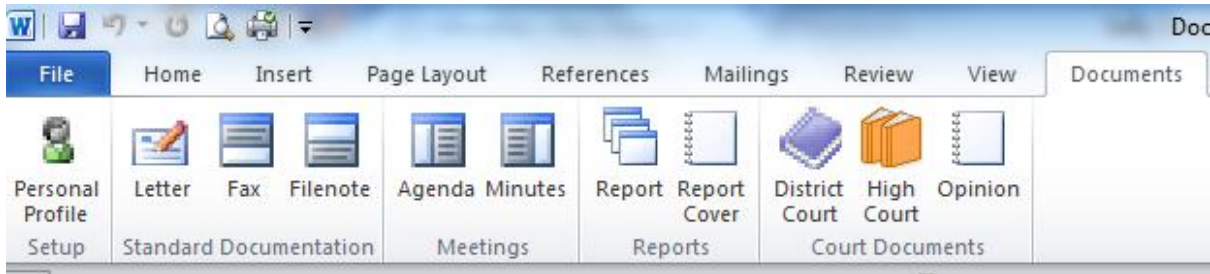 W
Doc
File Home Insert Page Layout References Mailings Review View Documents
Personal Profile Letter Fax Filenote Agenda Minutes Report Report Cover District Court High Court Opinion
Setup Standard Documentation Meetings Reports Court Documents